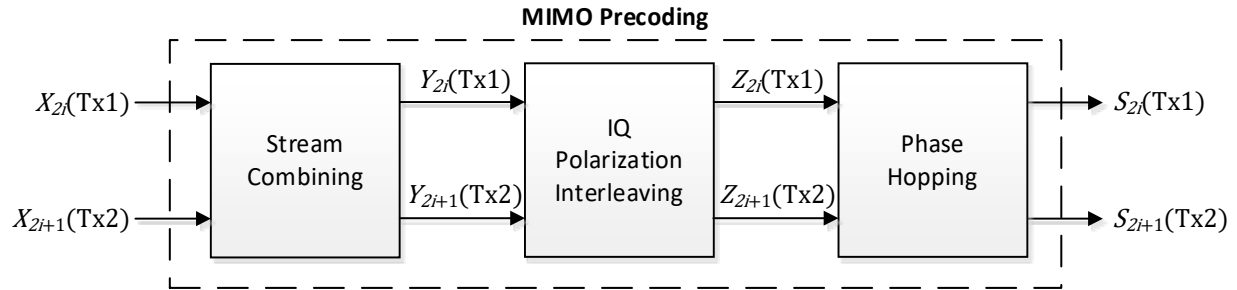 MIMO Precoding
X2i(Tx1)
Y2i(Tx1)
Z2i(Tx1)
S2i(Tx1)
Stream
Combining
IQ
Polarization
Interleaving
Phase
Hopping
X2i+1(Tx2)
Y2i+1(Tx2)
Z2i+1(Tx2)
S2i+1(Tx2)